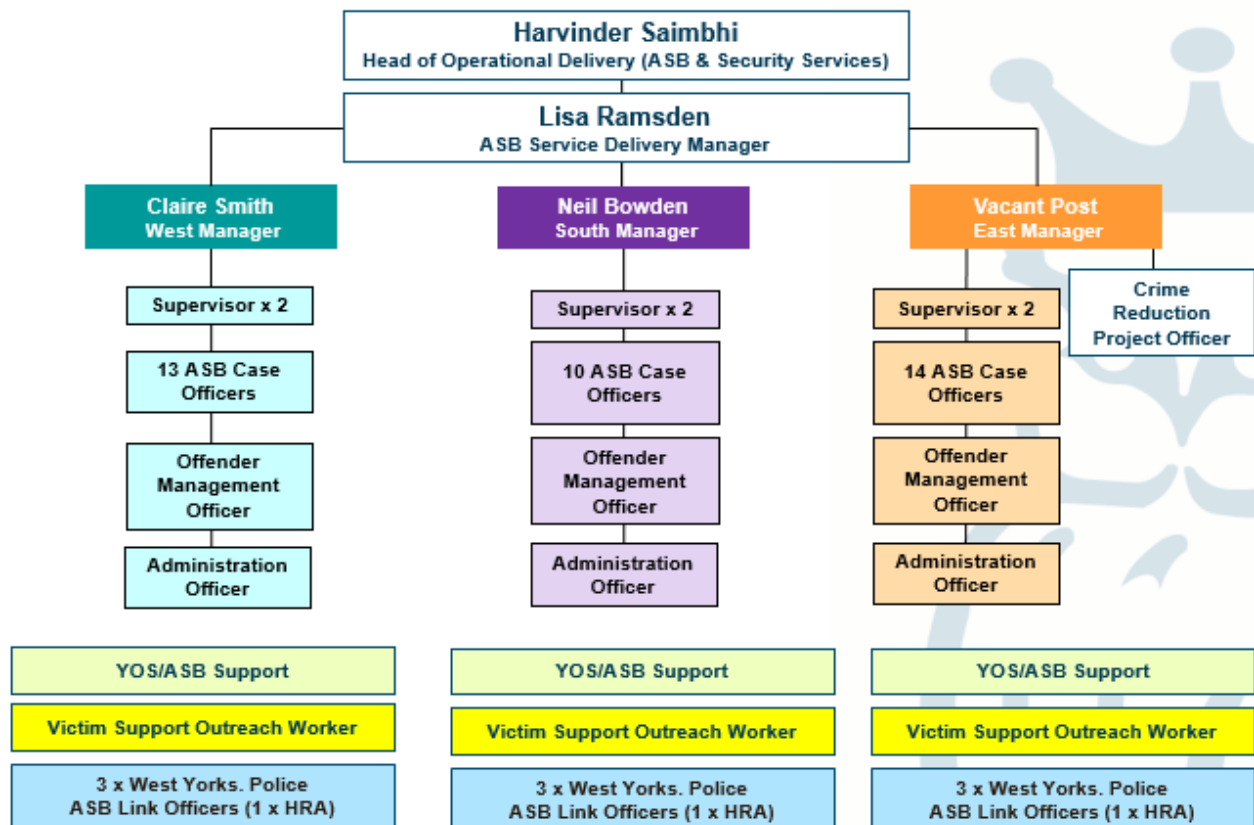 Harvinder Saimbhi
Head of Operational Delivery (ASB & Security Services)
Lisa Ramsden
ASB Service Delivery Manager
Claire Smith
West Manager
Supervisor x 2
13 ASB Case
Officers
Offender
Management
Officer
Administration
Officer
YOS/ASB Support
Victim Support Outreach Worker
3 x West Yorks. Police
ASB Link Officers (1 x HRA)
Neil Bowden
South Manager
Supervisor x 2
10 ASB Case
Officers
Offender
Management
Officer
Administration
Officer
YOS/ASB Support
Victim Support Outreach Worker
3 x West Yorks. Police
ASB Link Officers (1 x HRA)
Vacant Post
East Manager
Supervisor x 2
14 ASB Case
Officers
Offender
Management
Officer
Administration
Officer
Crime
Reduction
Project Officer
YOS/ASB Support
Victim Support Outreach Worker
3 x West Yorks. Police
ASB Link Officers (1 x HRA)